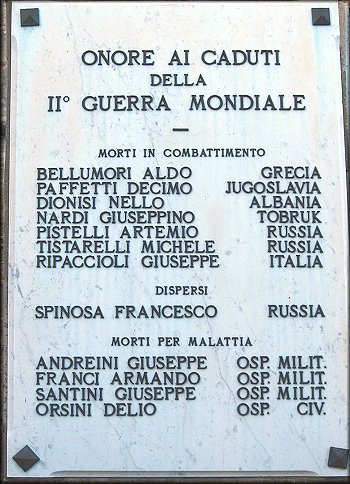 ONORE AI CADUTI
DELLA
II° GUERRA MONDIALE
—
MORTI IN COMBATTIMENTO
BELLUMORI ALDO GRECIA
PAFFETTI DECIMO JUGOSLAVIA
DIONISI NELLO ALBANIA
NARDI GIUSEPPINO TOBRUK
PISTELLI ARTEMIO RUSSIA
TISTARELLI MICHELE RUSSIA
RIPACCIOLI GIUSEPPE ITALIA
DISPERSI
SPINOSA FRANCESCO RUSSIA
MORTI PER MALATTIA
ANDREINI GIUSEPPE OSP. MILIT.
FRANCI ARMANDO OSP. MILIT.
SANTINI GIUSEPPE OSP. MILIT.
ORSINI DELIO OSP. CIV.